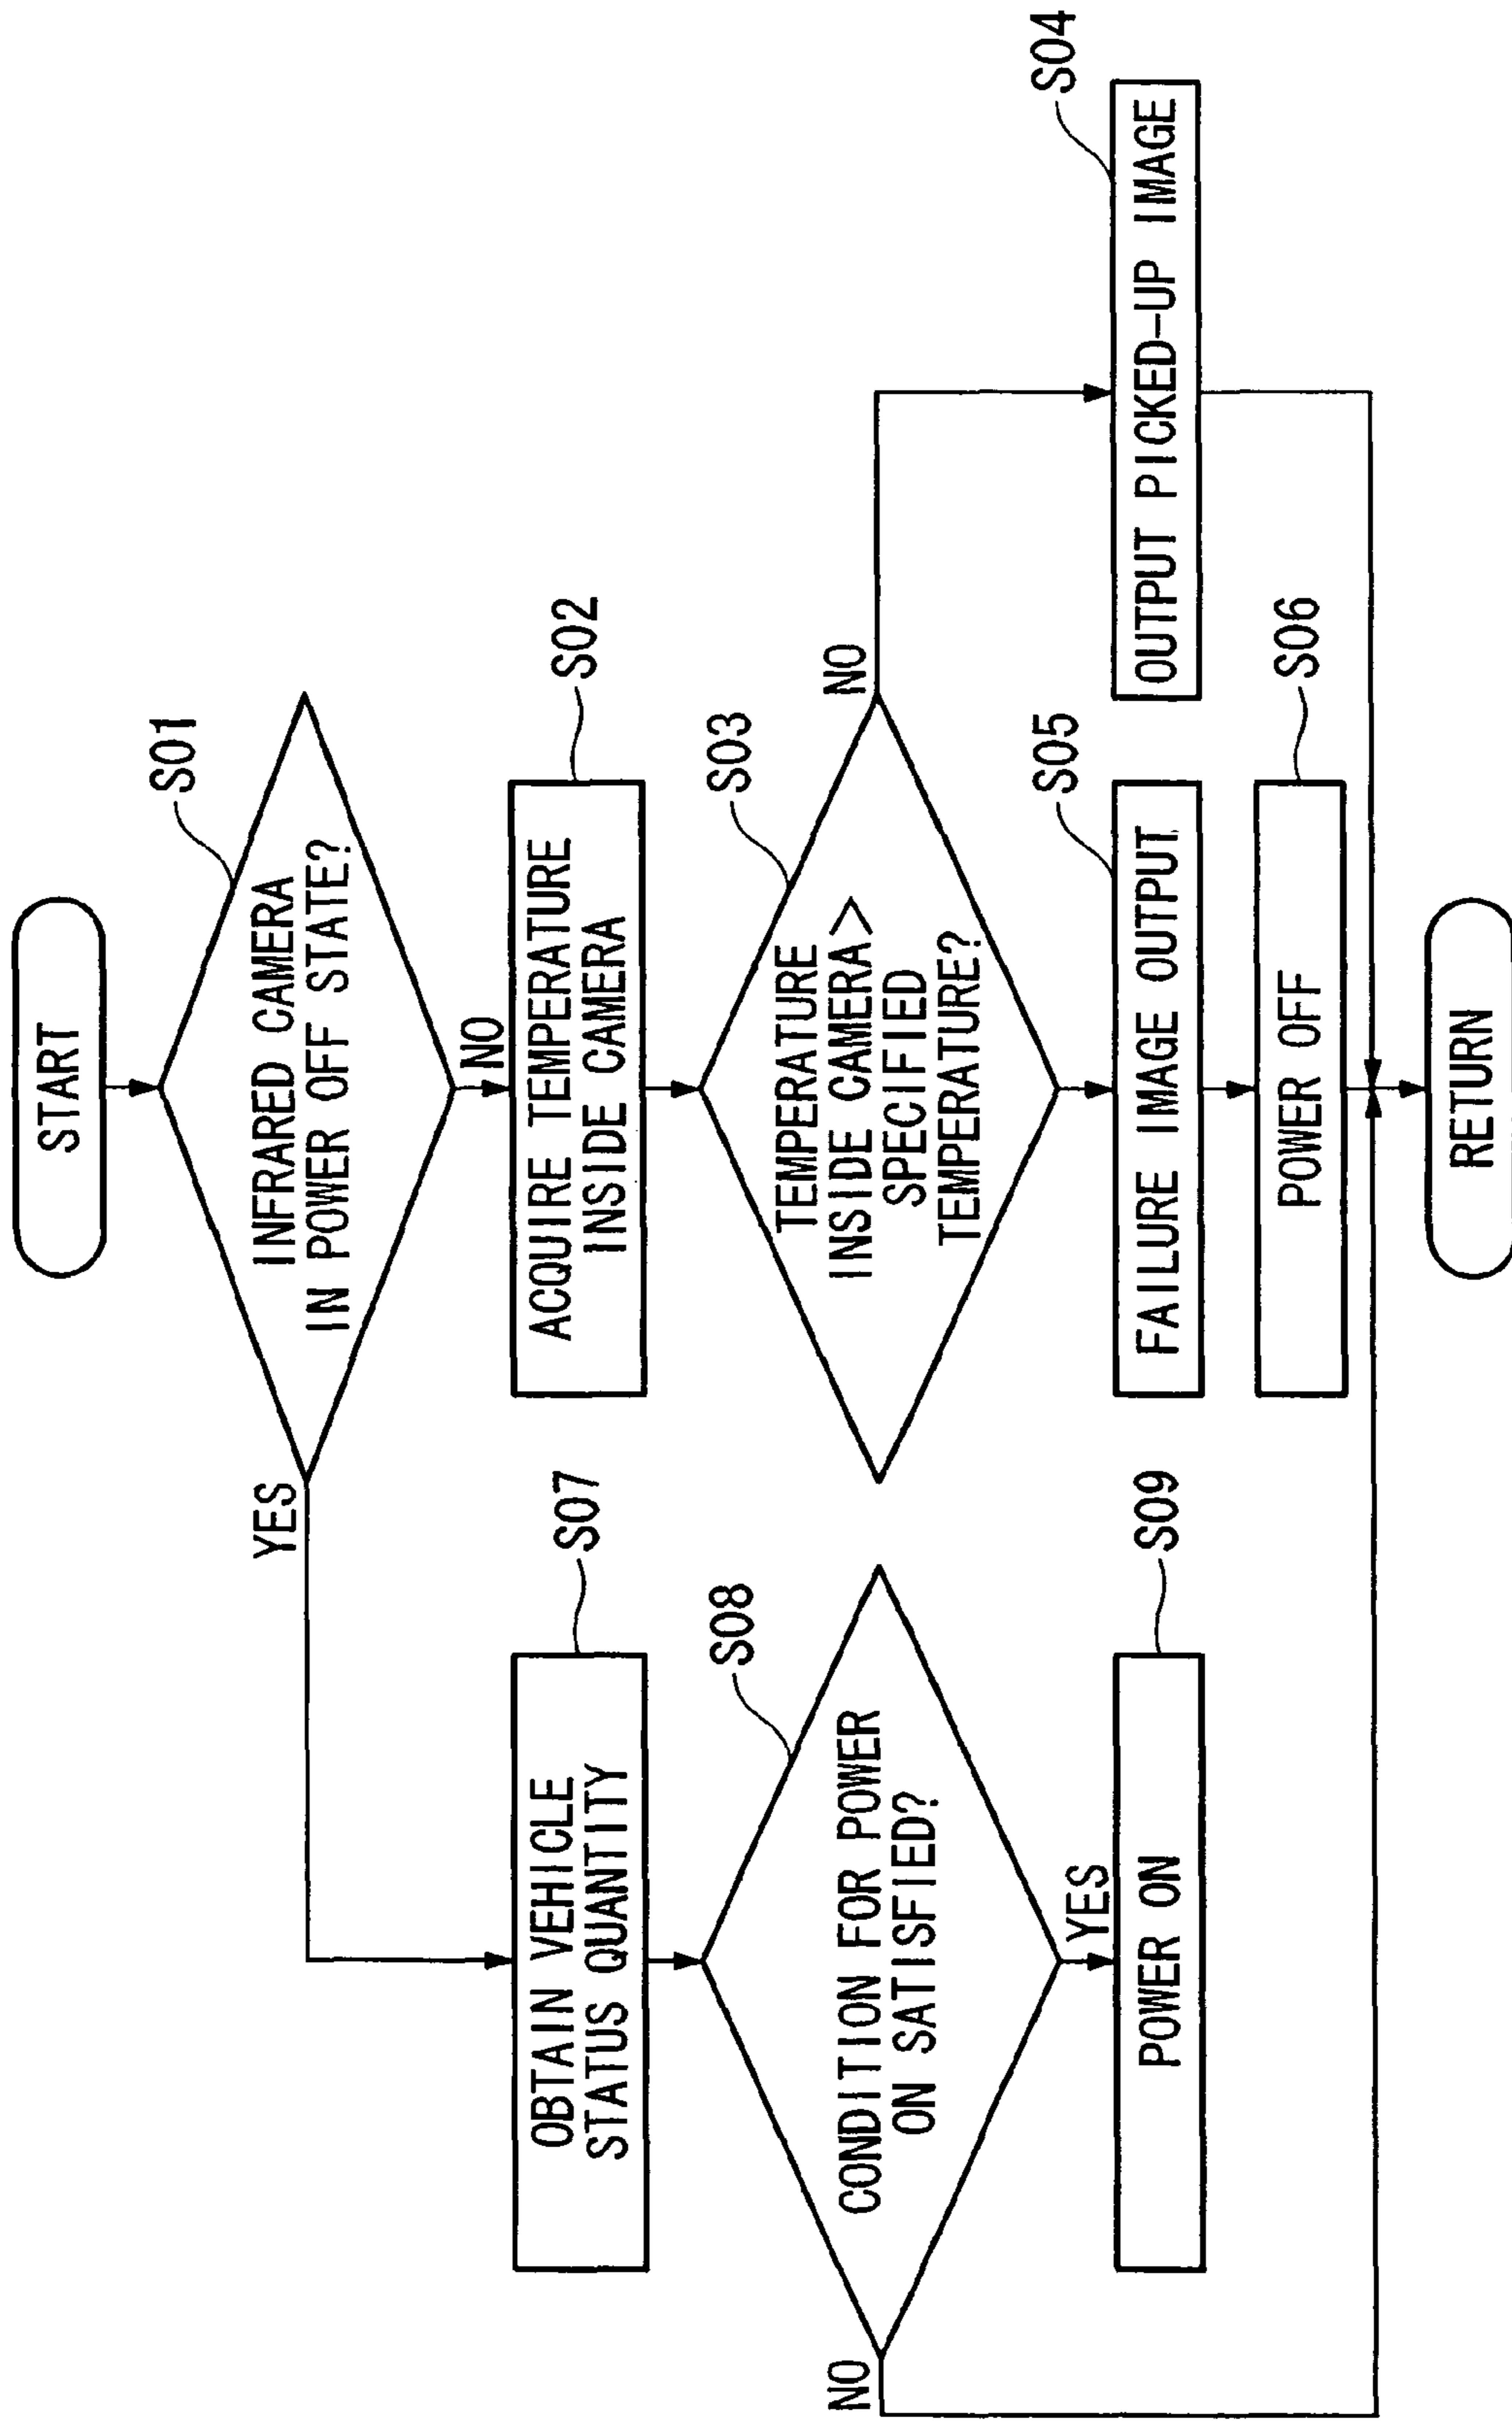 START
S01
INFRARED CAMERA
IN POWER OFF STATE?
YES
NO
S07
OBTAIN VEHICLE
STATUS QUANTITY
S02
ACQUIRE TEMPERATURE
INSIDE CAMERA
S08
CONDITION FOR POWER
ON SATISFIED?
NO
YES
S03
TEMPERATURE
INSIDE CAMERA>
SPECIFIED
TEMPERATURE?
NO
S09
POWER ON
S05
FAILURE IMAGE OUTPUT
S04
OUTPUT PICKED-UP IMAGE
S06
POWER OFF
RETURN